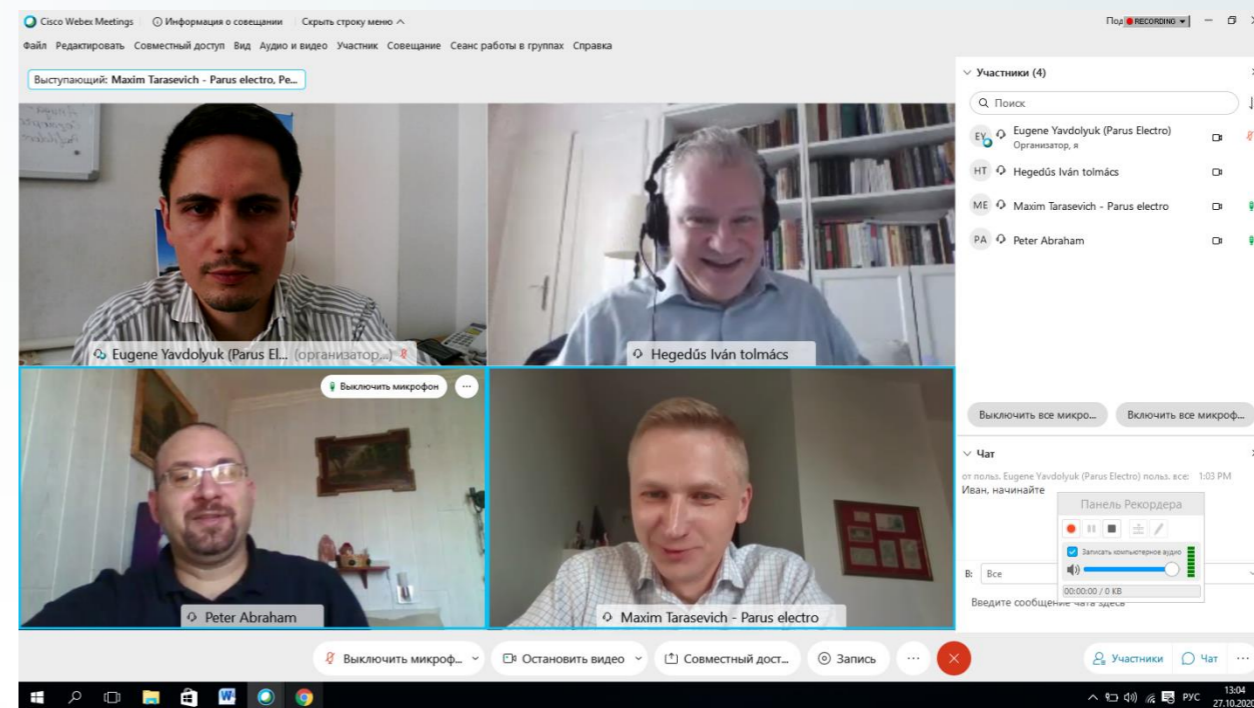 Cisco Webex Meetings
Информация о совещании
Скрыть строку меню
RECORDING
Файл Редактировать Совместный доступ Вид Аудио и видео Участник Совещание Сеанс работы в группах Справка
Выступающий: Maxim Tarasevich - Parus electro, Pe...
Eugene Yavdolyuk (Parus El... (организатор,...)
Hegedűs Iván tolmács
Выключить микрофон
Peter Abraham
Maxim Tarasevich - Parus electro
Участники (4)
Поиск
EY Eugene Yavdolyuk (Parus Electro)
Организатор, я
HT Hegedűs Iván tolmács
ME Maxim Tarasevich - Parus electro
PA Peter Abraham
Выключить все микро...
Включить все микроф...
Чат
от польз. Eugene Yavdolyuk (Parus Electro) польз. все: 1:03 PM
Иван, начинайте
Панель Рекордера
Записать компьютерное аудио
00:00:00 / 0 KB
В: Все
Введите сообщение чата здесь
Выключить микроф...
Остановить видео
Совместный дост...
Запись
Участники
Чат
РУС
13:04
27.10.2020